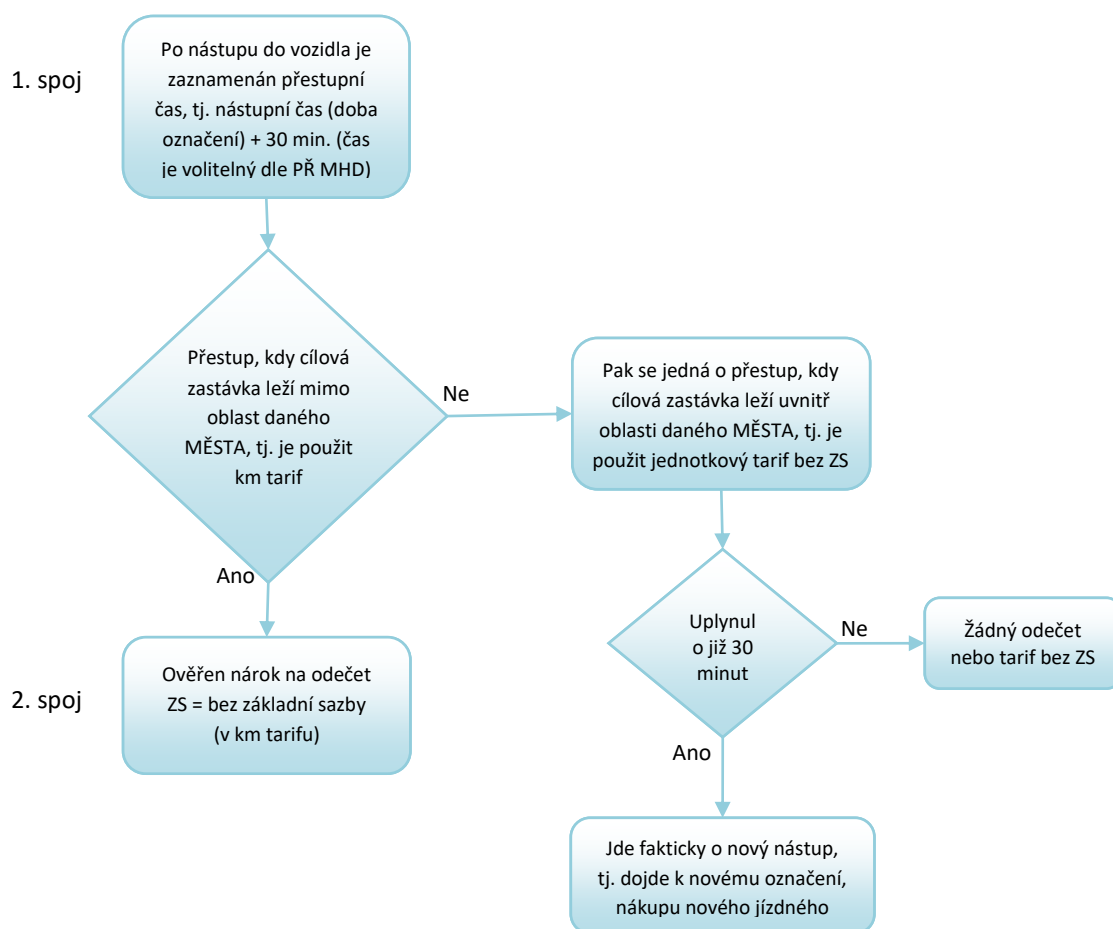 1. spoj
Po nástupu do vozidla je
zaznamenán přestupní
čas, tj. nástupní čas (doba
označení) + 30 min. (čas
je volitelný dle PŘ MHD)
Přestup, kdy cílová
zastávka leží mimo
oblast daného
MĚSTA, tj. je použit
km tarif
Ne
Pak se jedná o přestup, kdy
cílová zastávka leží uvnitř
oblasti daného MĚSTA, tj. je
použit jednotkový tarif bez ZS
Ano
2. spoj
Ověřen nárok na odečet
ZS = bez základní sazby
(v km tarifu)
Uplynul
o již 30
minut
Ne
Žádný odečet
nebo tarif bez ZS
Ano
Jde fakticky o nový nástup,
tj. dojde k novému označení,
nákupu nového jízdného